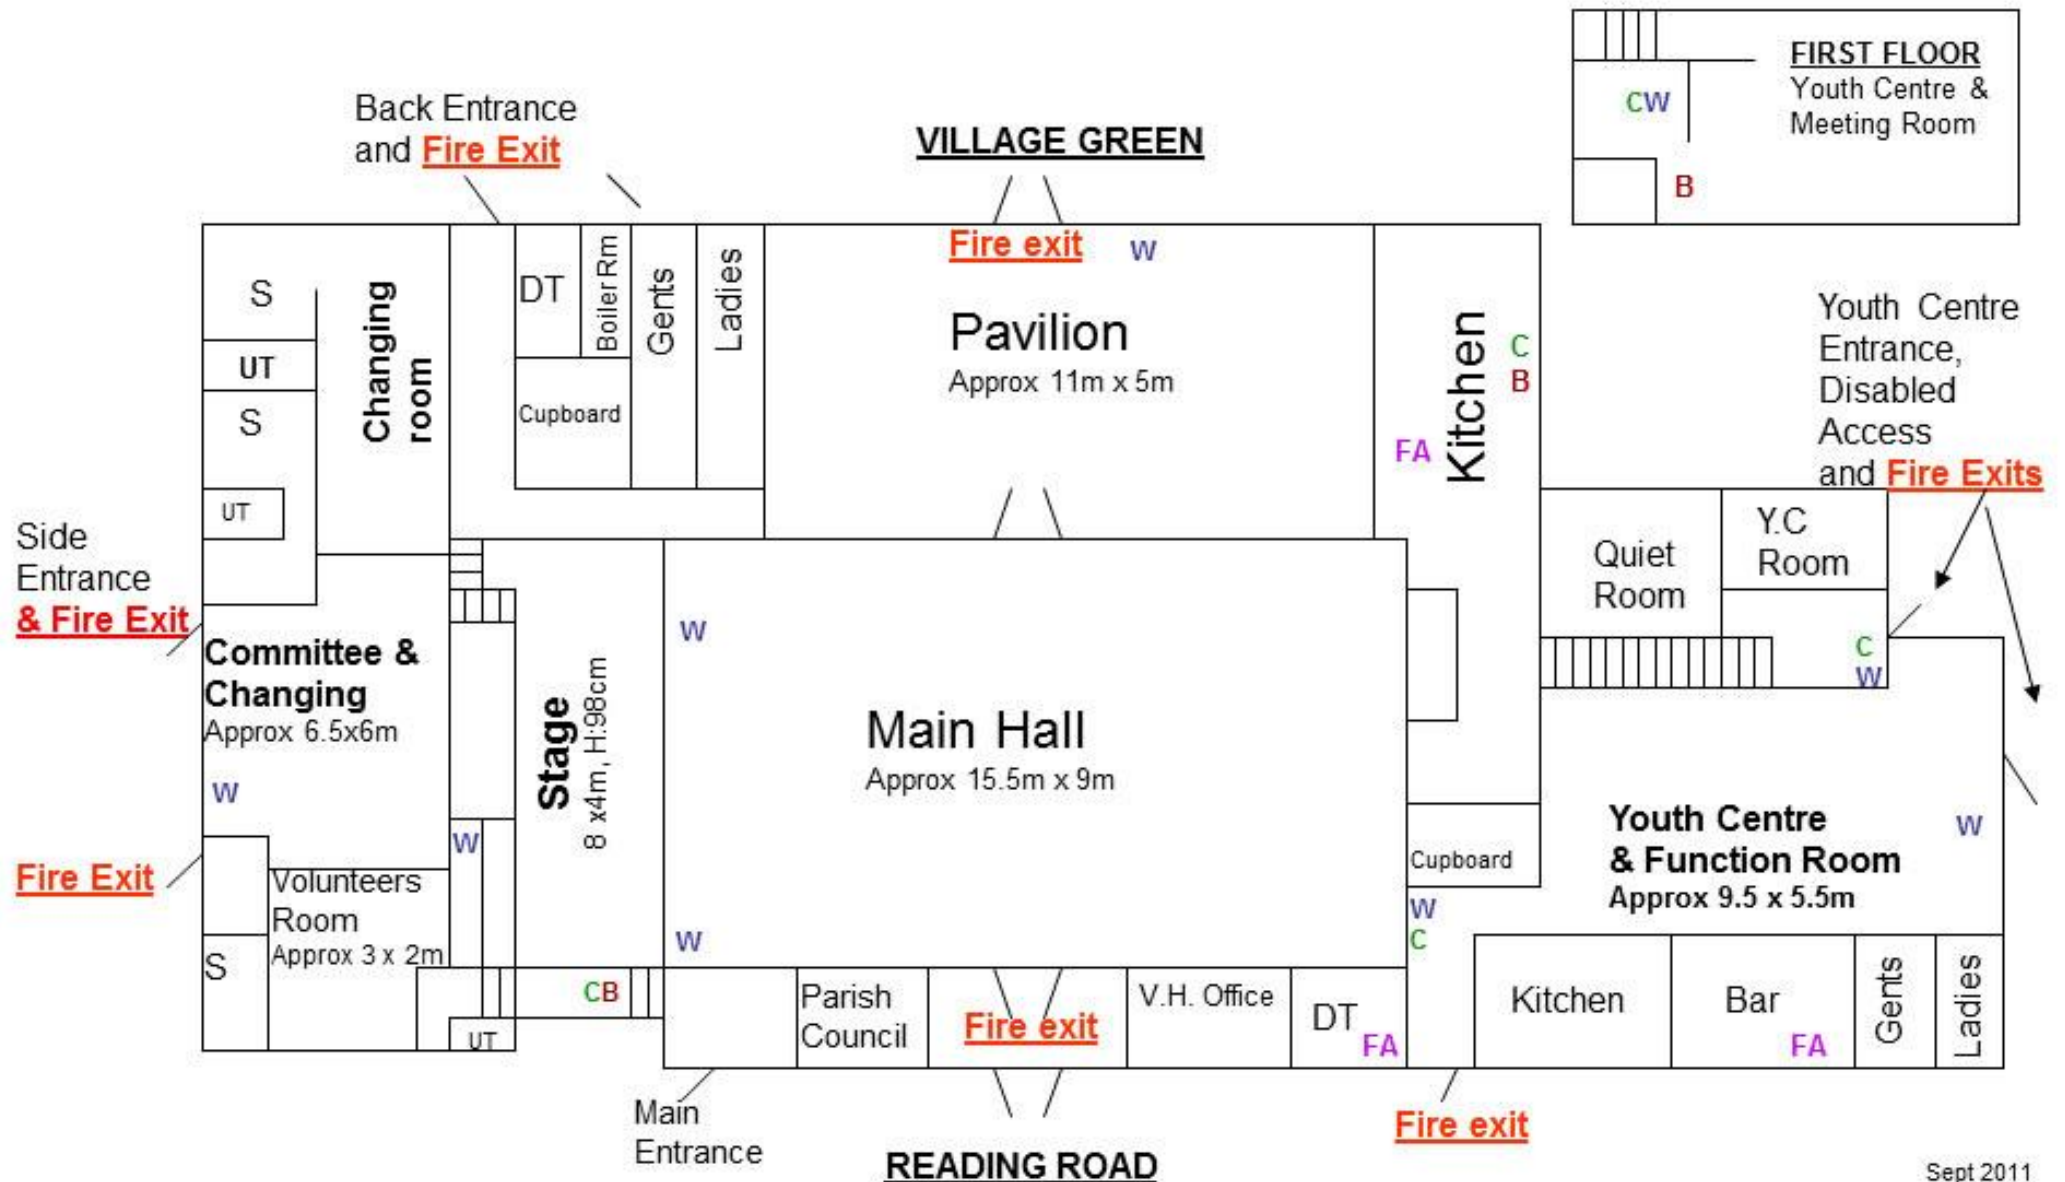 FIRST FLOOR
Youth Centre &
Meeting Room
CW
B
Back Entrance
and Fire Exit
VILLAGE GREEN
Fire exit
W
Pavilion
Approx 11m x 5m
S
UT
S
UT
Changing
room
DT
Boiler Rm
Gents
Ladies
Cupboard
Kitchen
C
B
FA
Youth Centre
Entrance,
Disabled
Access
and Fire Exits
Quiet
Room
Y.C
Room
C
W
Side
Entrance
& Fire Exit
Committee &
Changing
Approx 6.5x6m
W
Fire Exit
Volunteers
Room
Approx 3 x 2m
S
W
UT
Stage
8 x4m, H:98cm
CB
W
Main Hall
Approx 15.5m x 9m
W
Cupboard
W
C
Youth Centre
& Function Room
Approx 9.5 x 5.5m
W
Parish
Council
Fire exit
V.H. Office
DT
FA
Kitchen
Bar
FA
Gents
Ladies
Main
Entrance
READING ROAD
Fire exit
Sept 2011